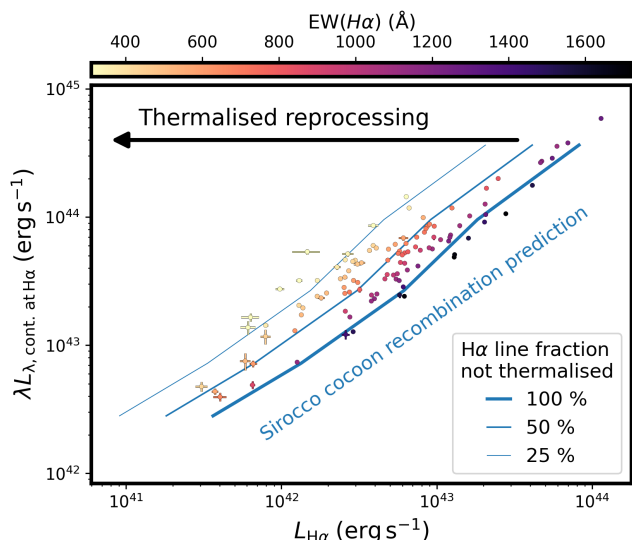 EW(Hα) (Å)
400 600 800 1000 1200 1400 1600
10^45
Thermalised reprocessing
10^44
λL_λ, cont. at Hα (erg s^−1)
10^43
Sirocco cocoon recombination prediction
Hα line fraction
not thermalised
100 %
50 %
25 %
10^42
10^41 10^42 10^43 10^44
L_Hα (erg s^−1)